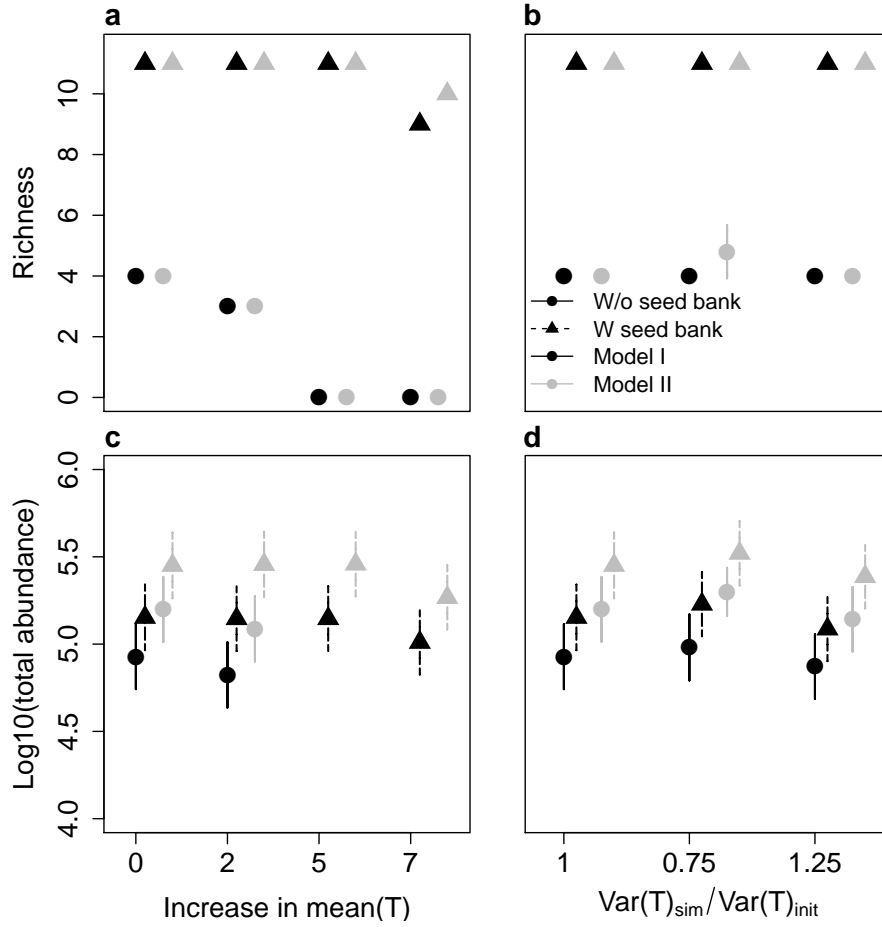 a
b
Richness
10
8
6
4
2
0
W/o seed bank
W seed bank
Model I
Model II
c
d
Log10(total abundance)
6.0
5.5
5.0
4.5
4.0
0 2 5 7
1 0.75 1.25
Increase in mean(T)
Var(T)sim/Var(T)init